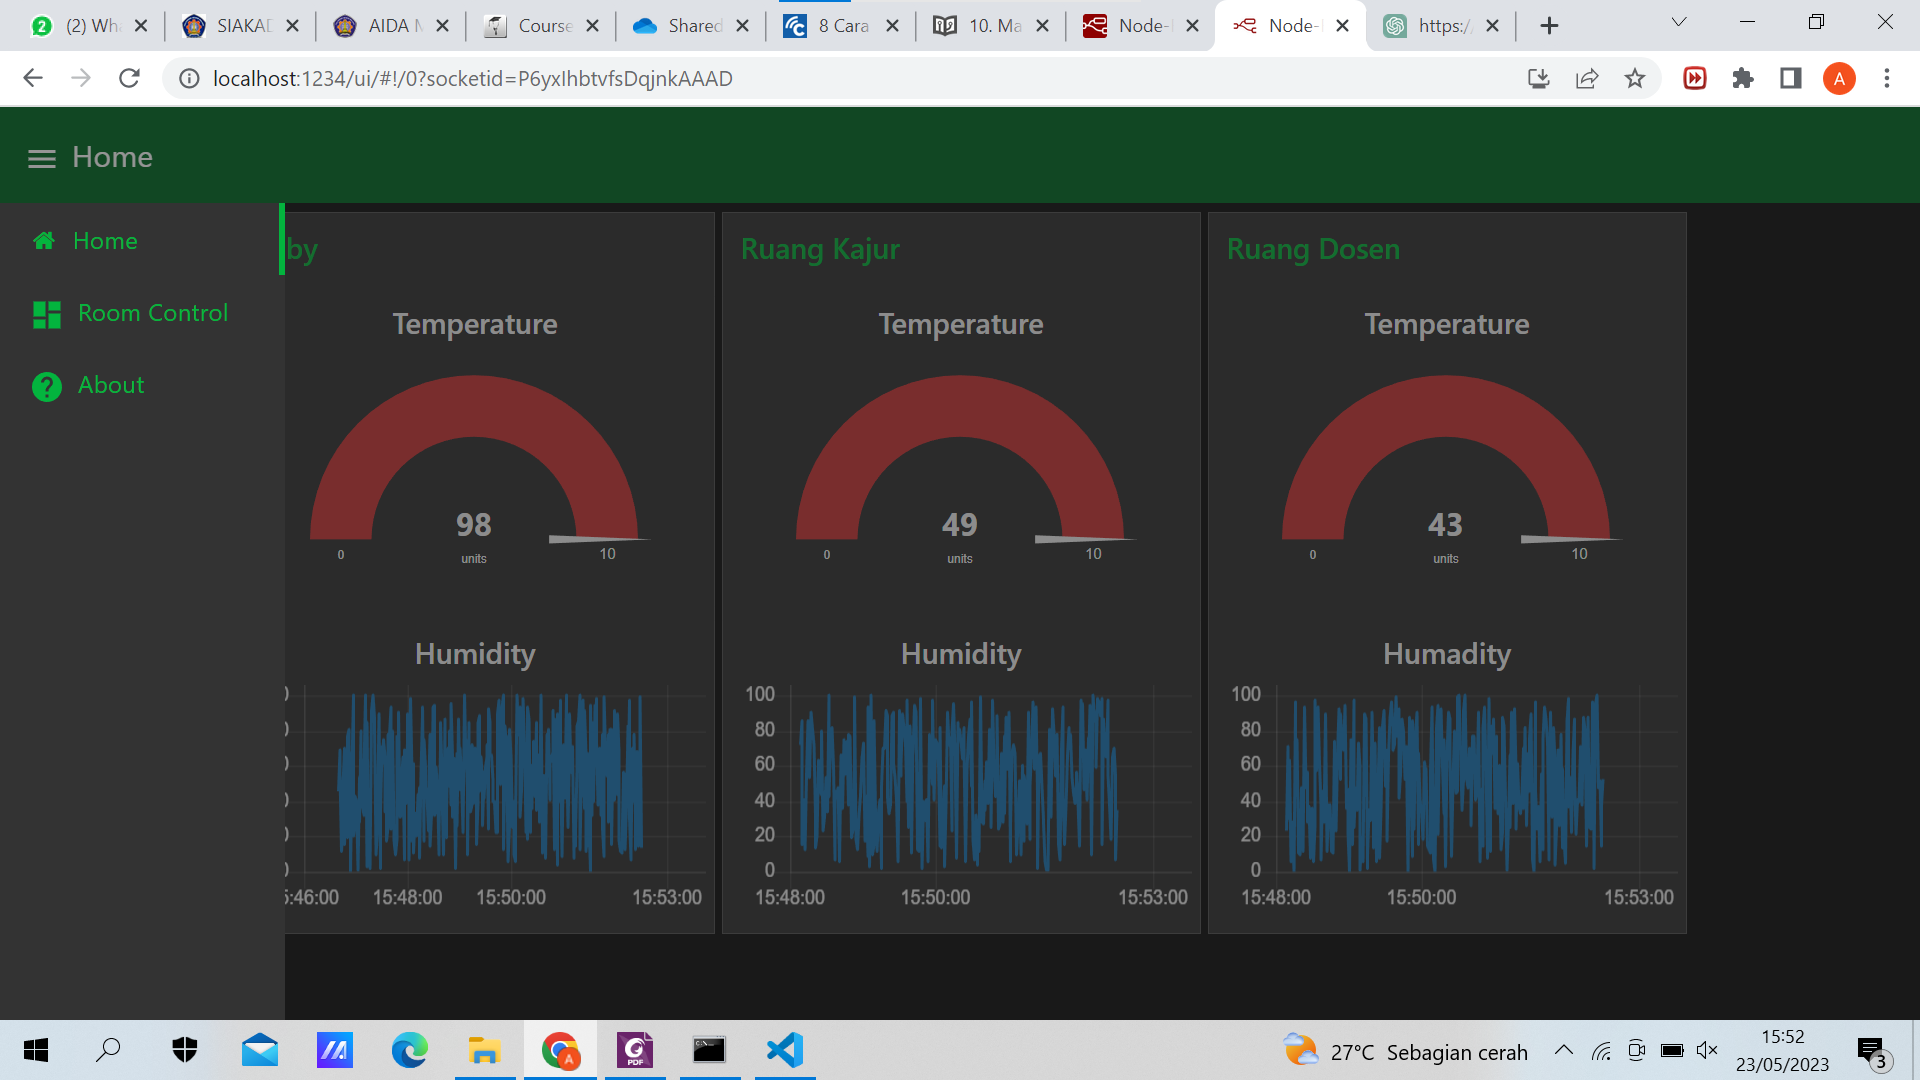 (2) Wh
SIAKAD
AIDA M
Course
Shared
8 Cara
10. Ma
Node-
Node-
https:/
localhost:1234/ui/#!/0?socketid=P6yxIhbtvfsDqjnkAAAD
A
Home
Home
Room Control
About
by
Temperature
98
units
0
10
Humidity
5:46:00 15:48:00 15:50:00 15:53:00
Ruang Kajur
Temperature
49
units
0
10
Humidity
100
80
60
40
20
0
15:48:00 15:50:00 15:53:00
Ruang Dosen
Temperature
43
units
0
10
Humadity
100
80
60
40
20
0
15:48:00 15:50:00 15:53:00
27°C Sebagian cerah
15:52
23/05/2023
3